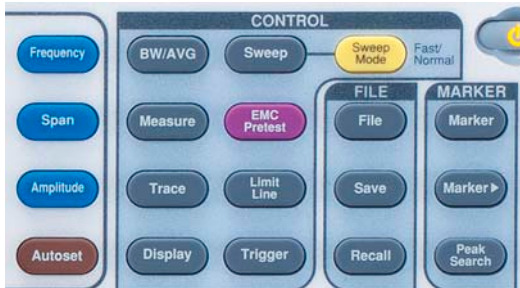 CONTROL
Frequency
BW/AVG
Sweep
Sweep
Mode
Fast/
Normal
FILE
MARKER
Span
Measure
EMC
Pretest
File
Marker
Amplitude
Trace
Limit
Line
Save
Marker▶
Autoset
Display
Trigger
Recall
Peak
Search